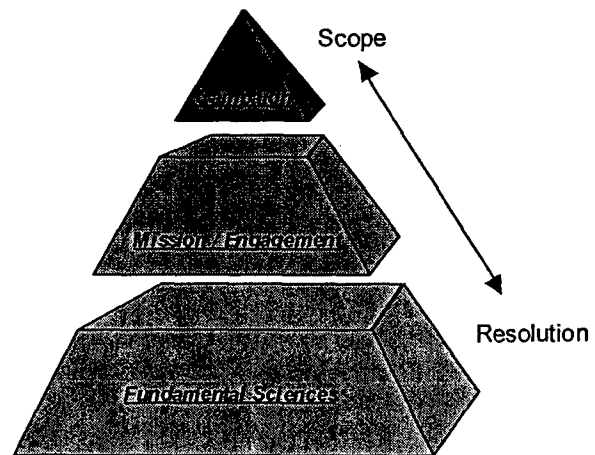 Scope
Mission / Engagement
Resolution
Fundamental Sciences